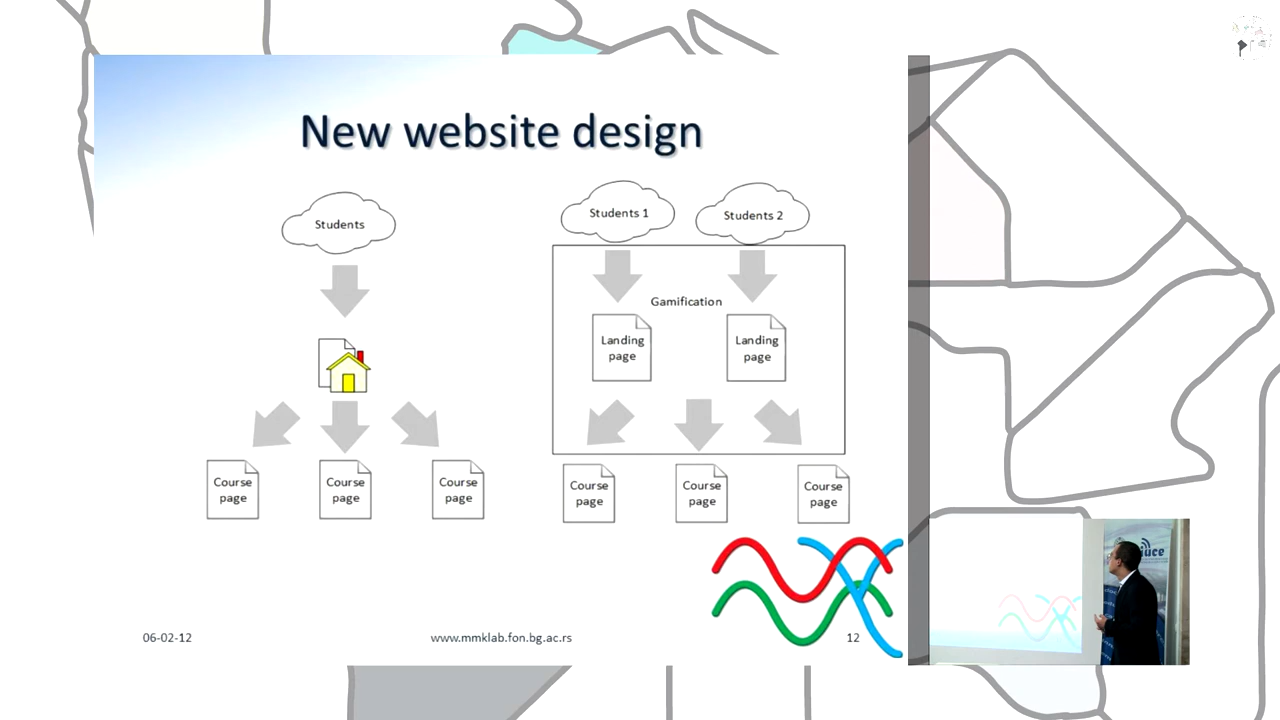 New website design
Students
Students 1
Students 2
Gamification
Landing
page
Landing
page
Course
page
Course
page
Course
page
Course
page
Course
page
Course
page
06-02-12
www.mmklab.fon.bg.ac.rs
12